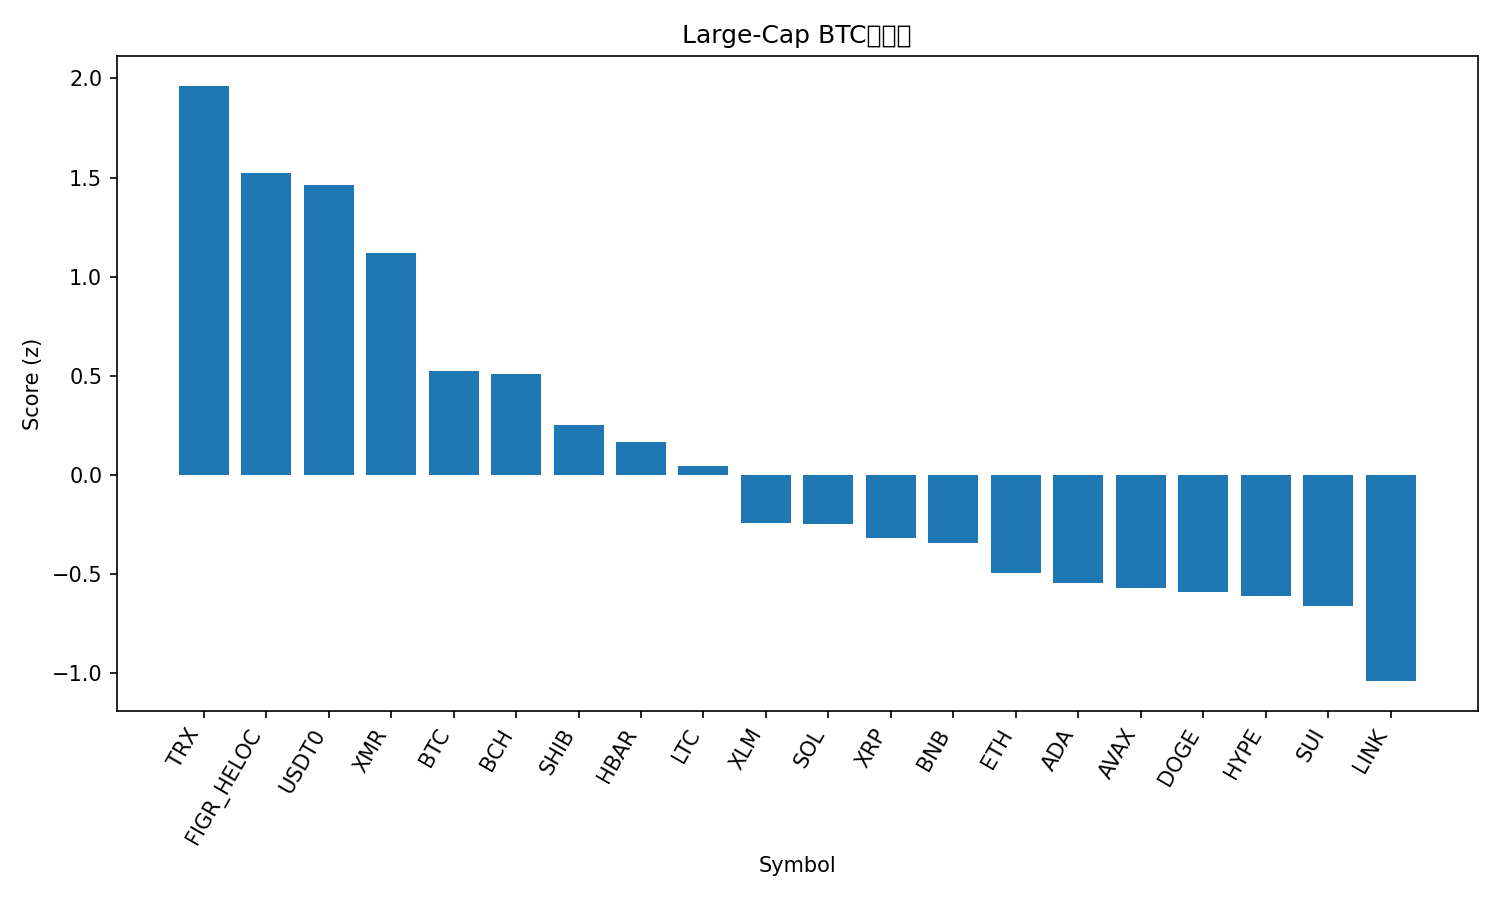 Large-Cap BTC
Score (z)
2.0
1.5
1.0
0.5
0.0
−0.5
−1.0
TRX
FIGR_HELOC
USDT0
XMR
BTC
BCH
SHIB
HBAR
LTC
XLM
SOL
XRP
BNB
ETH
ADA
AVAX
DOGE
HYPE
SUI
LINK
Symbol